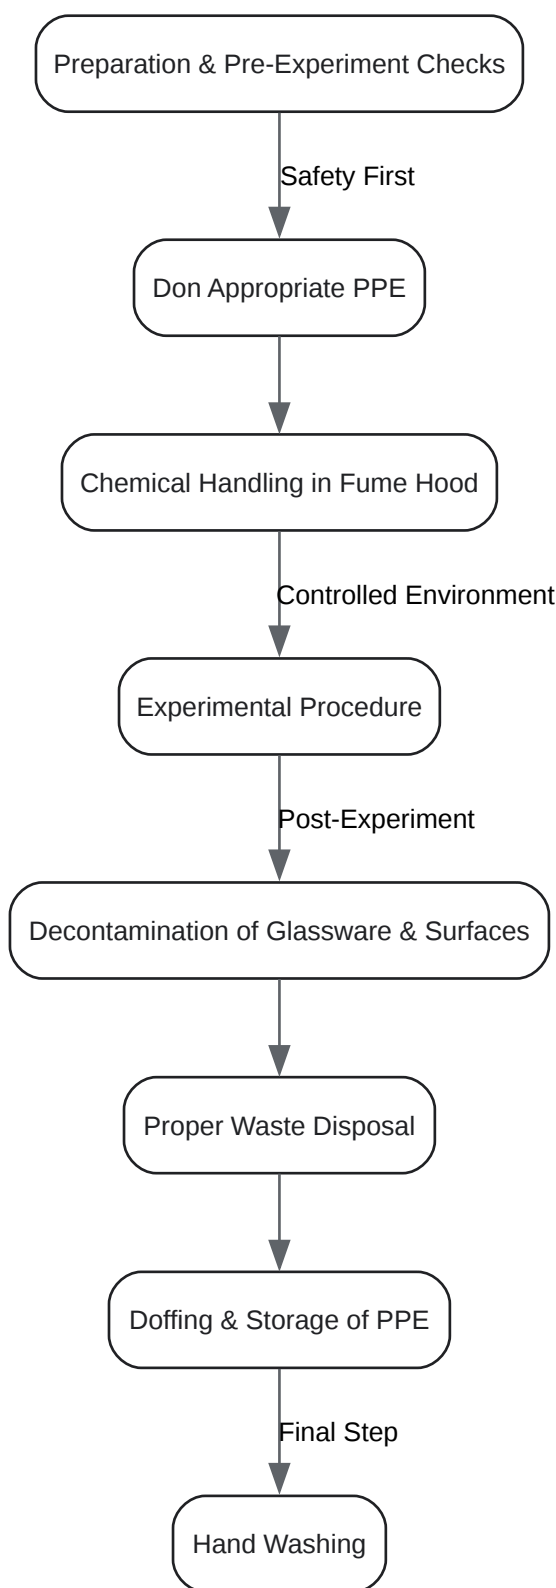 Preparation & Pre-Experiment Checks
Safety First
Don Appropriate PPE
Chemical Handling in Fume Hood
Controlled Environment
Experimental Procedure
Post-Experiment
Decontamination of Glassware & Surfaces
Proper Waste Disposal
Doffing & Storage of PPE
Final Step
Hand Washing